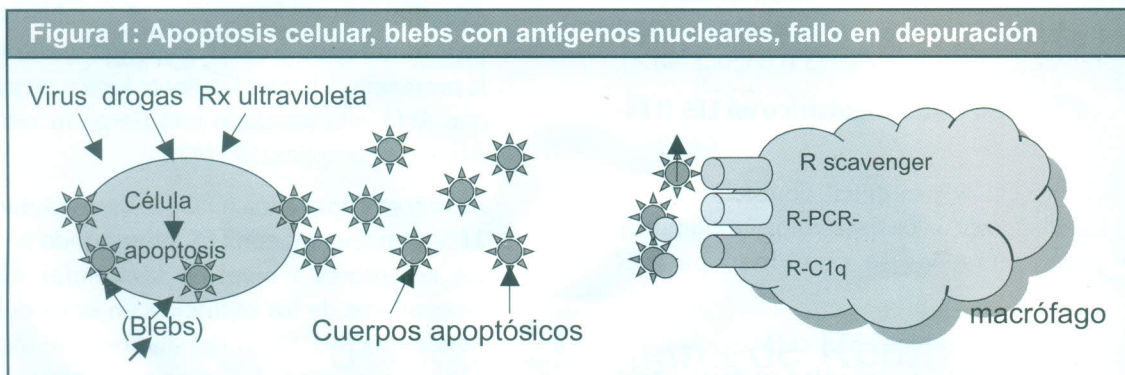 Figura 1: Apoptosis celular, blebs con antígenos nucleares, fallo en depuración
Virus drogas Rx ultravioleta
Célula
apoptosis
(Blebs)
Cuerpos apoptósicos
R scavenger
R-PCR-
R-C1q
macrófago